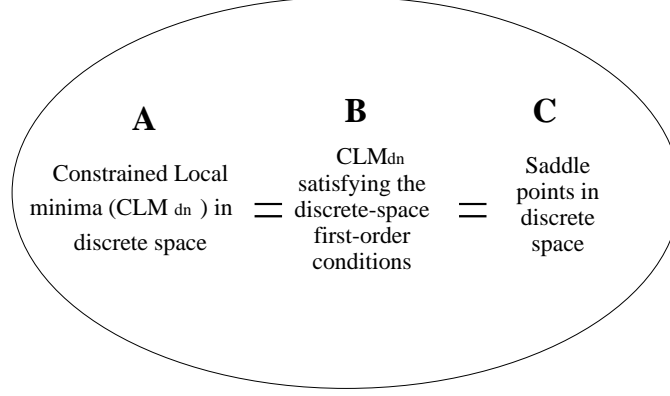 A
Constrained Local
minima (CLM dn ) in
discrete space
=
B
CLMdn
satisfying the
discrete-space
first-order
conditions
=
C
Saddle
points in
discrete
space